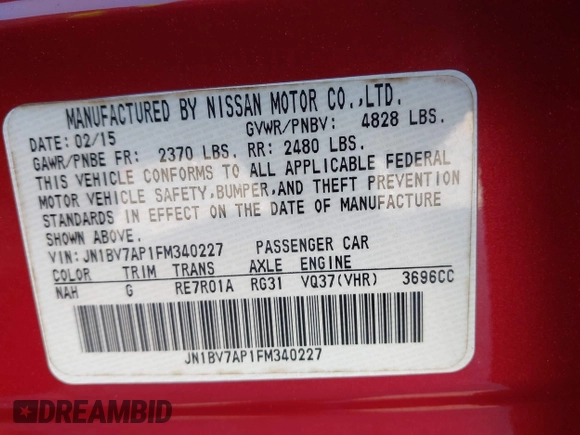 MANUFACTURED BY NISSAN MOTOR CO.,LTD.
DATE: 02/15 GVWR/PNBV: 4828 LBS.
GAWR/PNBE FR: 2370 LBS. RR: 2480 LBS.
THIS VEHICLE CONFORMS TO ALL APPLICABLE FEDERAL
MOTOR VEHICLE SAFETY,BUMPER,AND THEFT PREVENTION
STANDARDS IN EFFECT ON THE DATE OF MANUFACTURE
SHOWN ABOVE.
VIN: JN1BV7AP1FM340227 PASSENGER CAR
COLOR TRIM TRANS AXLE ENGINE
NAH G RE7R01A RG31 VQ37(VHR) 3696CC
JN1BV7AP1FM340227
DREAMBID